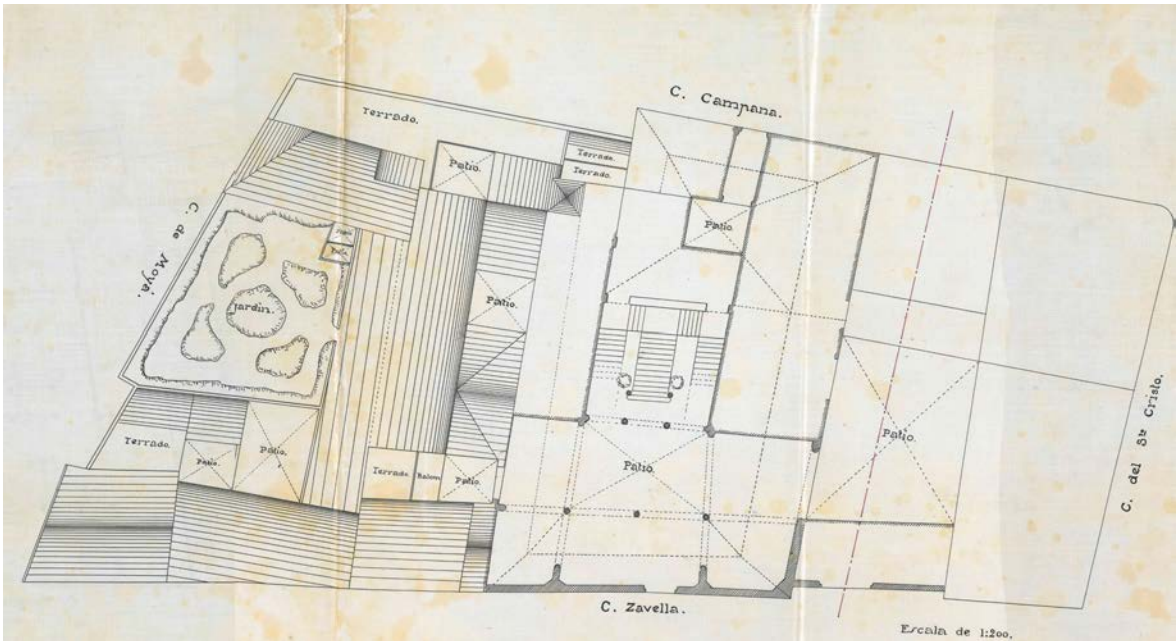 C. Campana.
Terrado.
Terrado.
Terrado.
Patio.
Patio.
C. de Moyá.
Jardin.
Patio.
Patio.
Terrado.
Patio.
Patio.
Terrado.
Balcon
Patio.
Patio.
Patio.
C. del Sto Cristo.
C. Zavella.
Escala de 1:200.